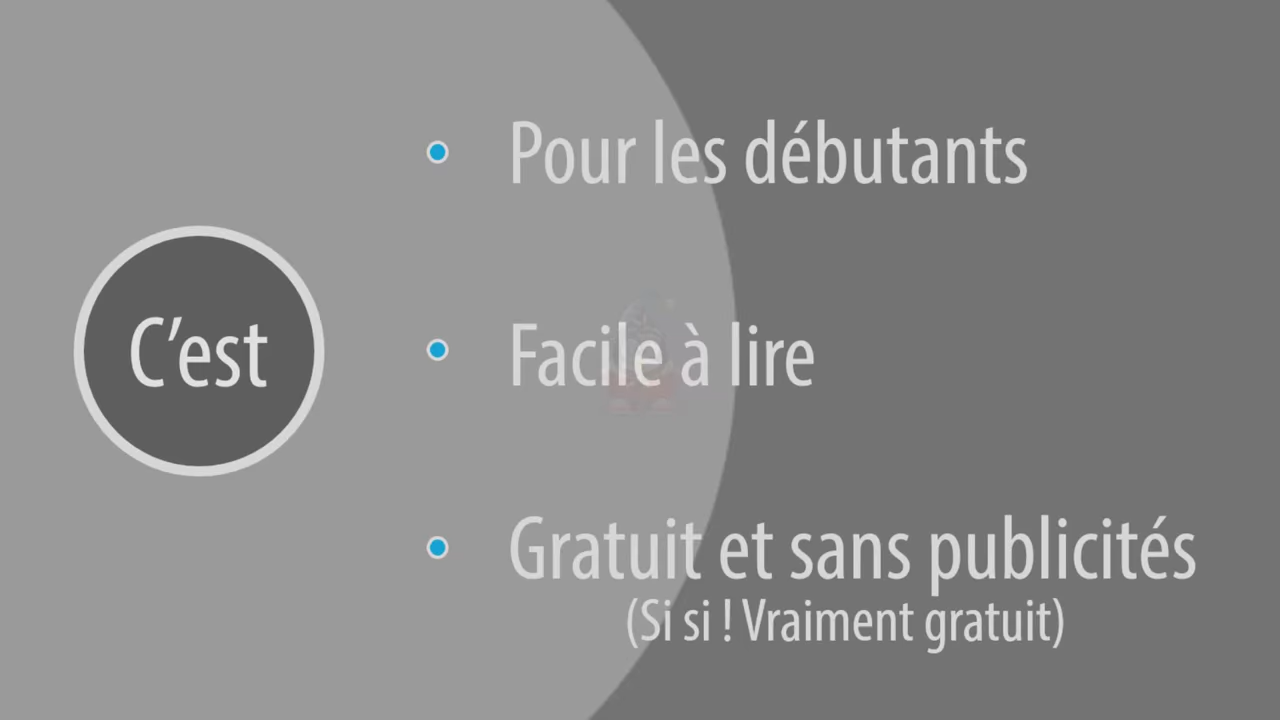 C’est
Pour les débutants
Facile à lire
Gratuit et sans publicités
(Si si ! Vraiment gratuit)